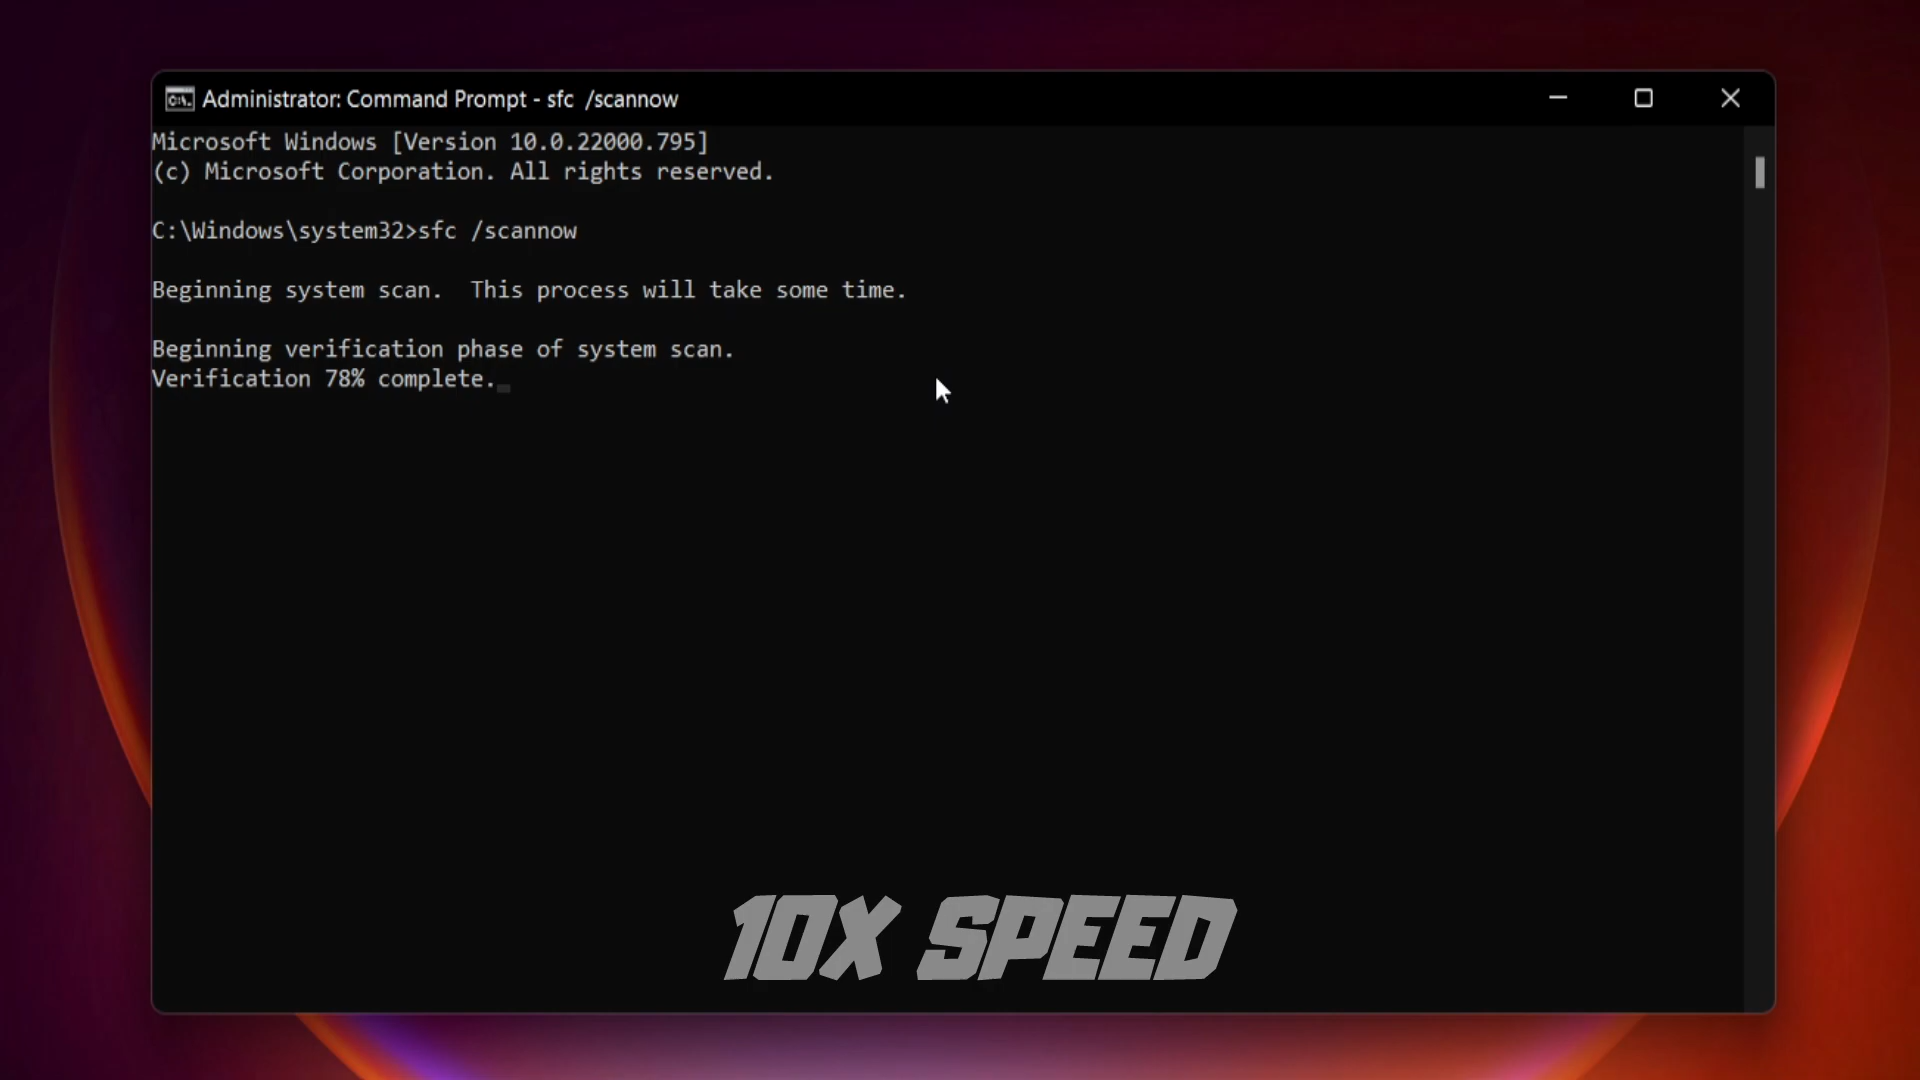 Administrator: Command Prompt - sfc  /scannow
Microsoft Windows [Version 10.0.22000.795]
(c) Microsoft Corporation. All rights reserved.
C:\Windows\system32>sfc /scannow
Beginning system scan.  This process will take some time.
Beginning verification phase of system scan.
Verification 78% complete.
10X SPEED